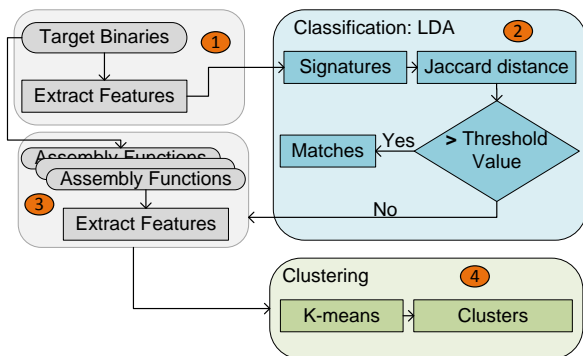 Target Binaries
1
Extract Features
Classification: LDA
2
Signatures
Jaccard distance
> Threshold
Value
Yes
Matches
No
Assembly Functions
Assembly Functions
3
Extract Features
Clustering
4
K-means
Clusters